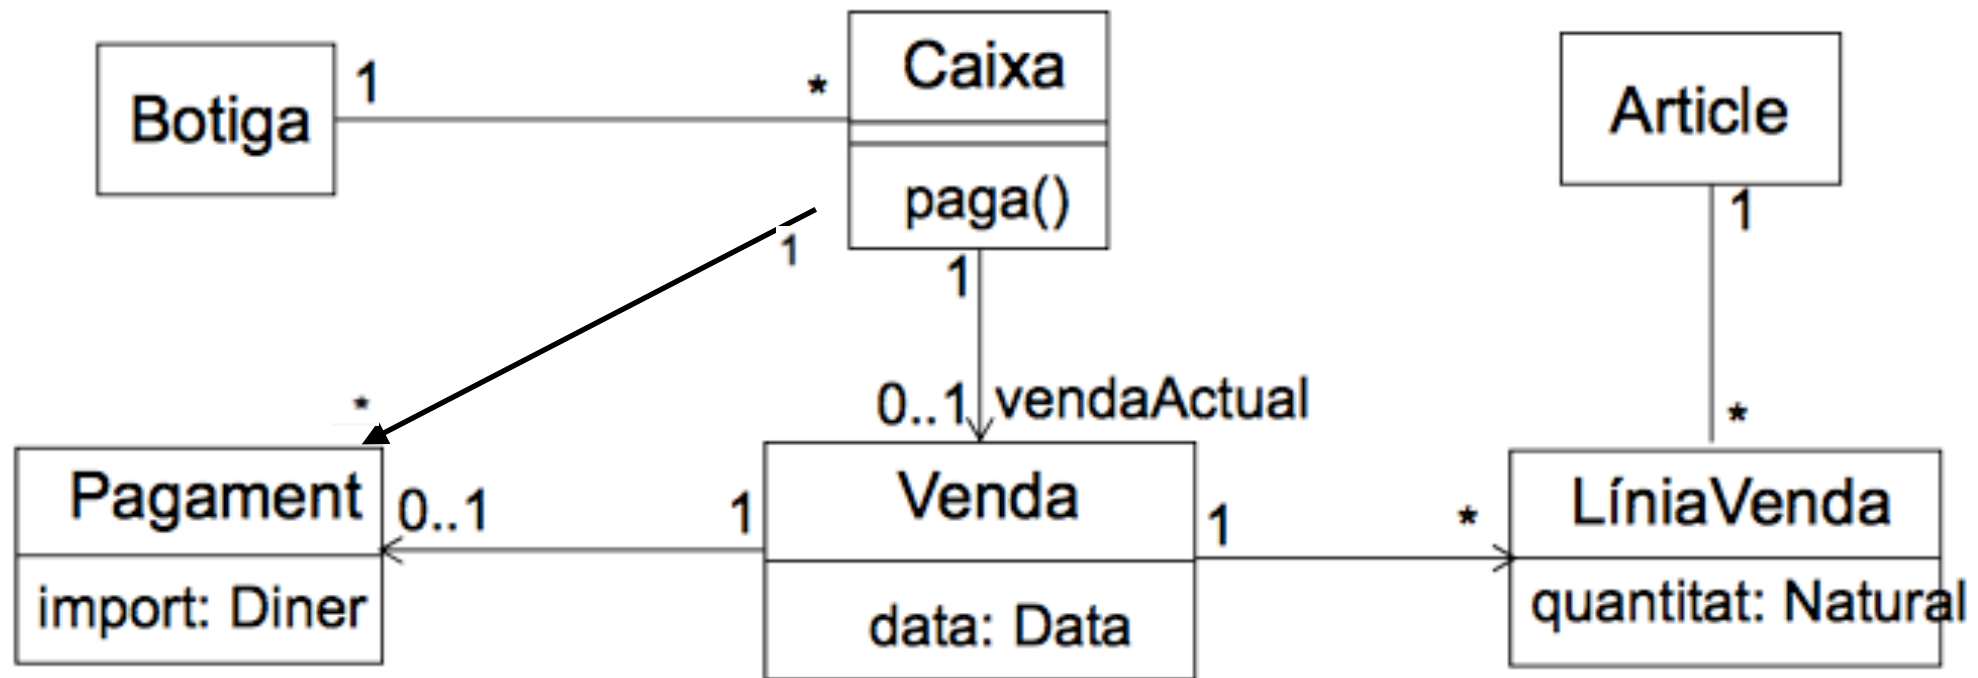 Botiga
1
*
Caixa
paga()
Article
1
*
1
*
1
0..1
vendaActual
Pagament
import: Diner
0..1
1
Venda
data: Data
1
*
LíniaVenda
quantitat: Natural